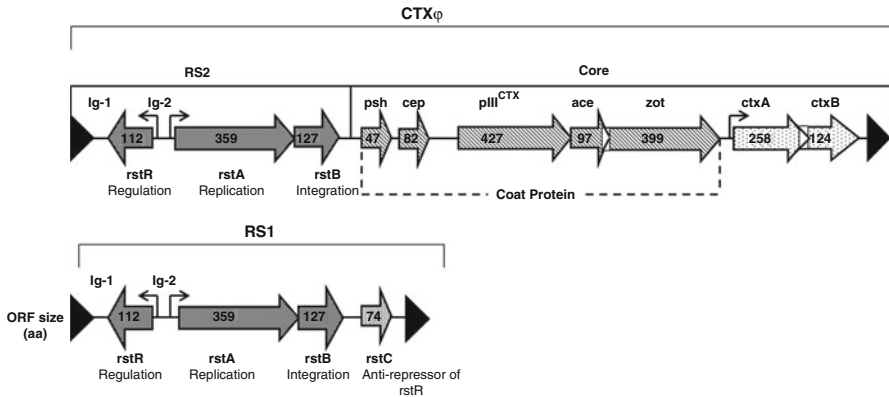 CTXφ
RS2 Core
Ig-1 Ig-2 psh cep pIII^CTX ace zot ctxA ctxB
112 359 127 47 82 427 97 399 258 124
rstR rstA rstB
Regulation Replication Integration
Coat Protein
RS1
Ig-1 Ig-2
ORF size 112 359 127 74
(aa)
rstR rstA rstB rstC
Regulation Replication Integration Anti-repressor of
rstR